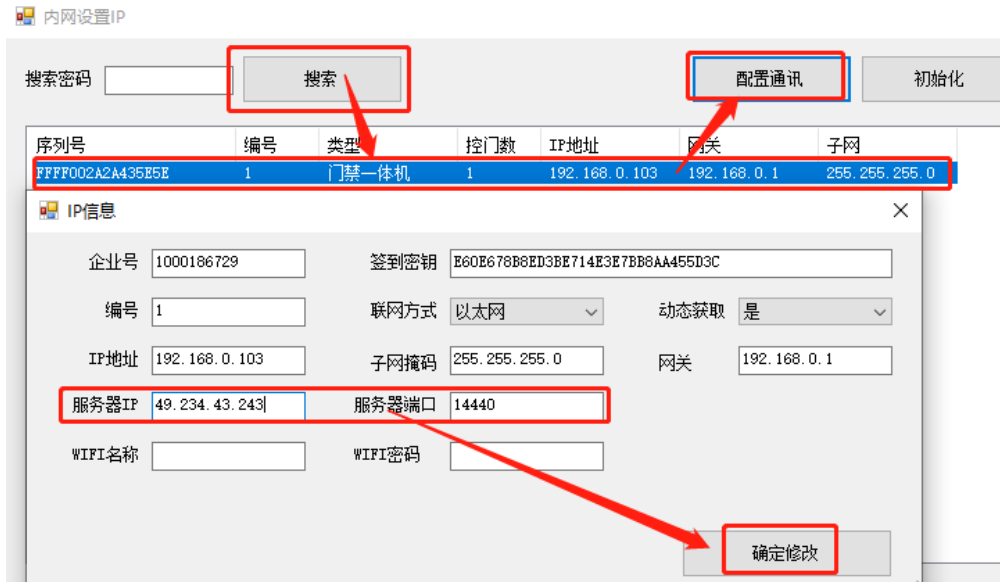 内网设置IP
搜索密码 搜索 配置通讯 初始化
序列号 编号 类型 控门数 IP地址 网关 子网
FFFF002A2A435E5E 1 门禁一体机 1 192.168.0.103 192.168.0.1 255.255.255.0
IP信息
企业号 1000186729 签到密钥 E60E678B8ED3BE714E3E7BB8AA455D3C
编号 1 联网方式 以太网 动态获取 是
IP地址 192.168.0.103 子网掩码 255.255.255.0 网关 192.168.0.1
服务器IP 49.234.43.243 服务器端口 14440
WIFI名称 WIFI密码
确定修改